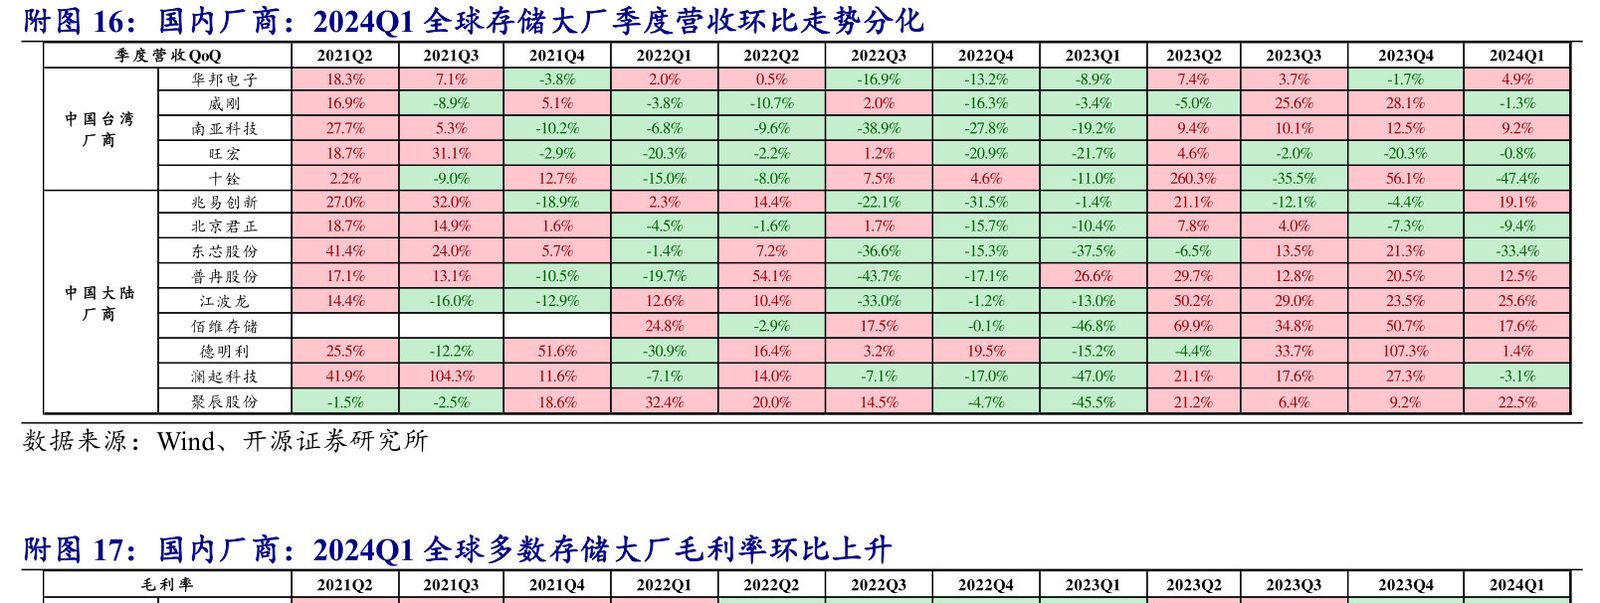 附图 16：国内厂商：2024Q1 全球存储大厂季度营收环比走势分化
季度营收QoQ 2021Q2 2021Q3 2021Q4 2022Q1 2022Q2 2022Q3 2022Q4 2023Q1 2023Q2 2023Q3 2023Q4 2024Q1
中国台湾厂商
华邦电子 18.3% 7.1% -3.8% 2.0% 0.5% -16.9% -13.2% -8.9% 7.4% 3.7% -1.7% 4.9%
威刚 16.9% -8.9% 5.1% -3.8% -10.7% 2.0% -16.3% -3.4% -5.0% 25.6% 28.1% -1.3%
南亚科技 27.7% 5.3% -10.2% -6.8% -9.6% -38.9% -27.8% -19.2% 9.4% 10.1% 12.5% 9.2%
旺宏 18.7% 31.1% -2.9% -20.3% -2.2% 1.2% -20.9% -21.7% 4.6% -2.0% -20.3% -0.8%
十铨 2.2% -9.0% 12.7% -15.0% -8.0% 7.5% 4.6% -11.0% 260.3% -35.5% 56.1% -47.4%
中国大陆厂商
兆易创新 27.0% 32.0% -18.9% 2.3% 14.4% -22.1% -31.5% -1.4% 21.1% -12.1% -4.4% 19.1%
北京君正 18.7% 14.9% 1.6% -4.5% -1.6% 1.7% -15.7% -10.4% 7.8% 4.0% -7.3% -9.4%
东芯股份 41.4% 24.0% 5.7% -1.4% 7.2% -36.6% -15.3% -37.5% -6.5% 13.5% 21.3% -33.4%
普冉股份 17.1% 13.1% -10.5% -19.7% 54.1% -43.7% -17.1% 26.6% 29.7% 12.8% 20.5% 12.5%
江波龙 14.4% -16.0% -12.9% 12.6% 10.4% -33.0% -1.2% -13.0% 50.2% 29.0% 23.5% 25.6%
佰维存储 24.8% -2.9% 17.5% -0.1% -46.8% 69.9% 34.8% 50.7% 17.6%
德明利 25.5% -12.2% 51.6% -30.9% 16.4% 3.2% 19.5% -15.2% -4.4% 33.7% 107.3% 1.4%
澜起科技 41.9% 104.3% 11.6% -7.1% 14.0% -7.1% -17.0% -47.0% 21.1% 17.6% 27.3% -3.1%
聚辰股份 -1.5% -2.5% 18.6% 32.4% 20.0% 14.5% -4.7% -45.5% 21.2% 6.4% 9.2% 22.5%
数据来源：Wind、开源证券研究所
附图 17：国内厂商：2024Q1 全球多数存储大厂毛利率环比上升
毛利率 2021Q2 2021Q3 2021Q4 2022Q1 2022Q2 2022Q3 2022Q4 2023Q1 2023Q2 2023Q3 2023Q4 2024Q1